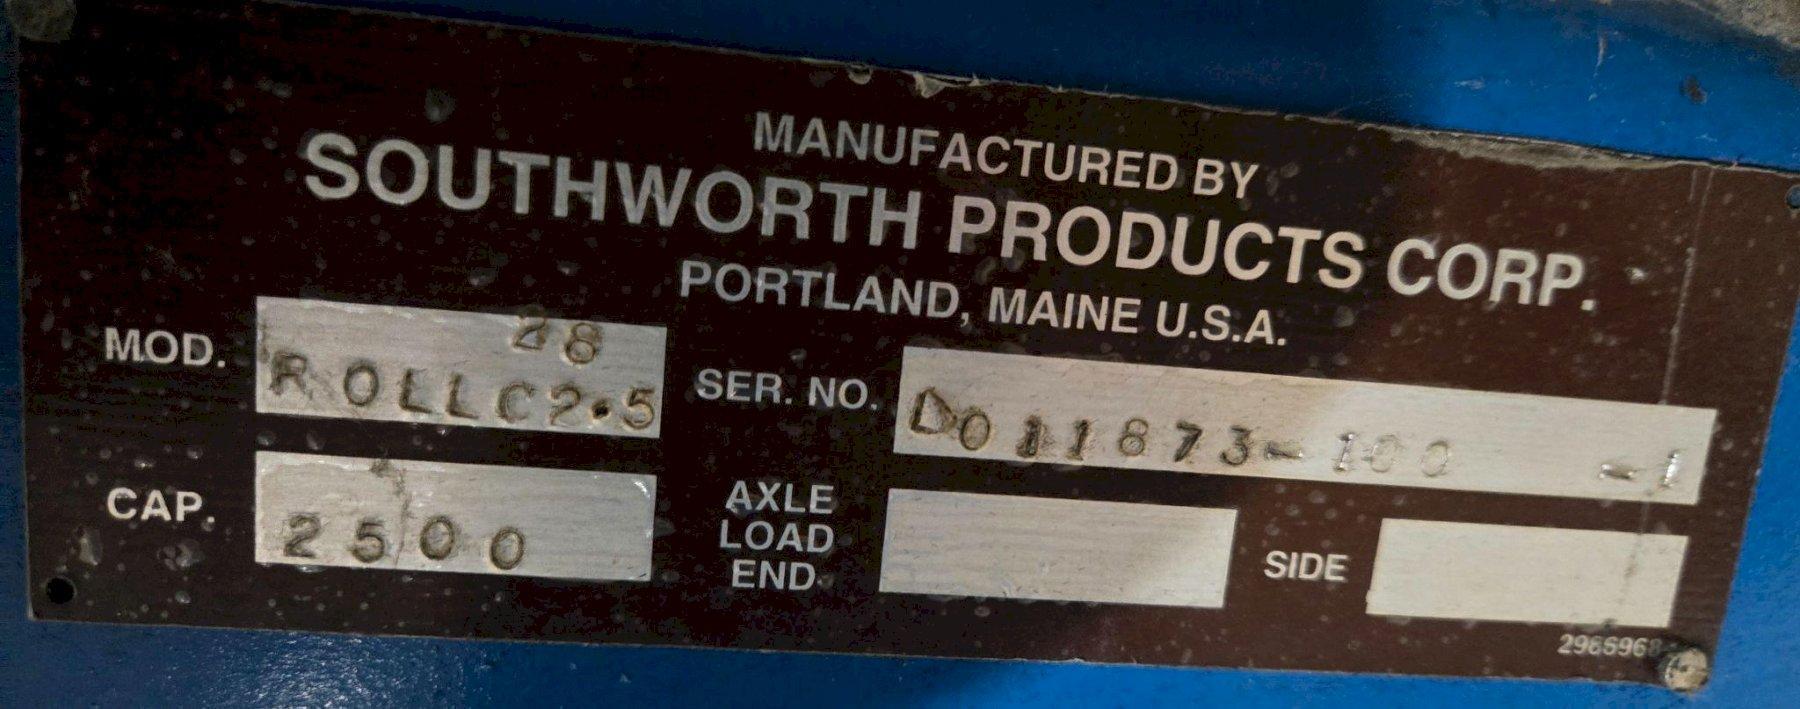 MANUFACTURED BY
SOUTHWORTH PRODUCTS CORP.
PORTLAND, MAINE U.S.A.
MOD. 28
ROLLC2.5
SER. NO. D011873-100 -1
CAP. 2500
AXLE
LOAD
END
SIDE